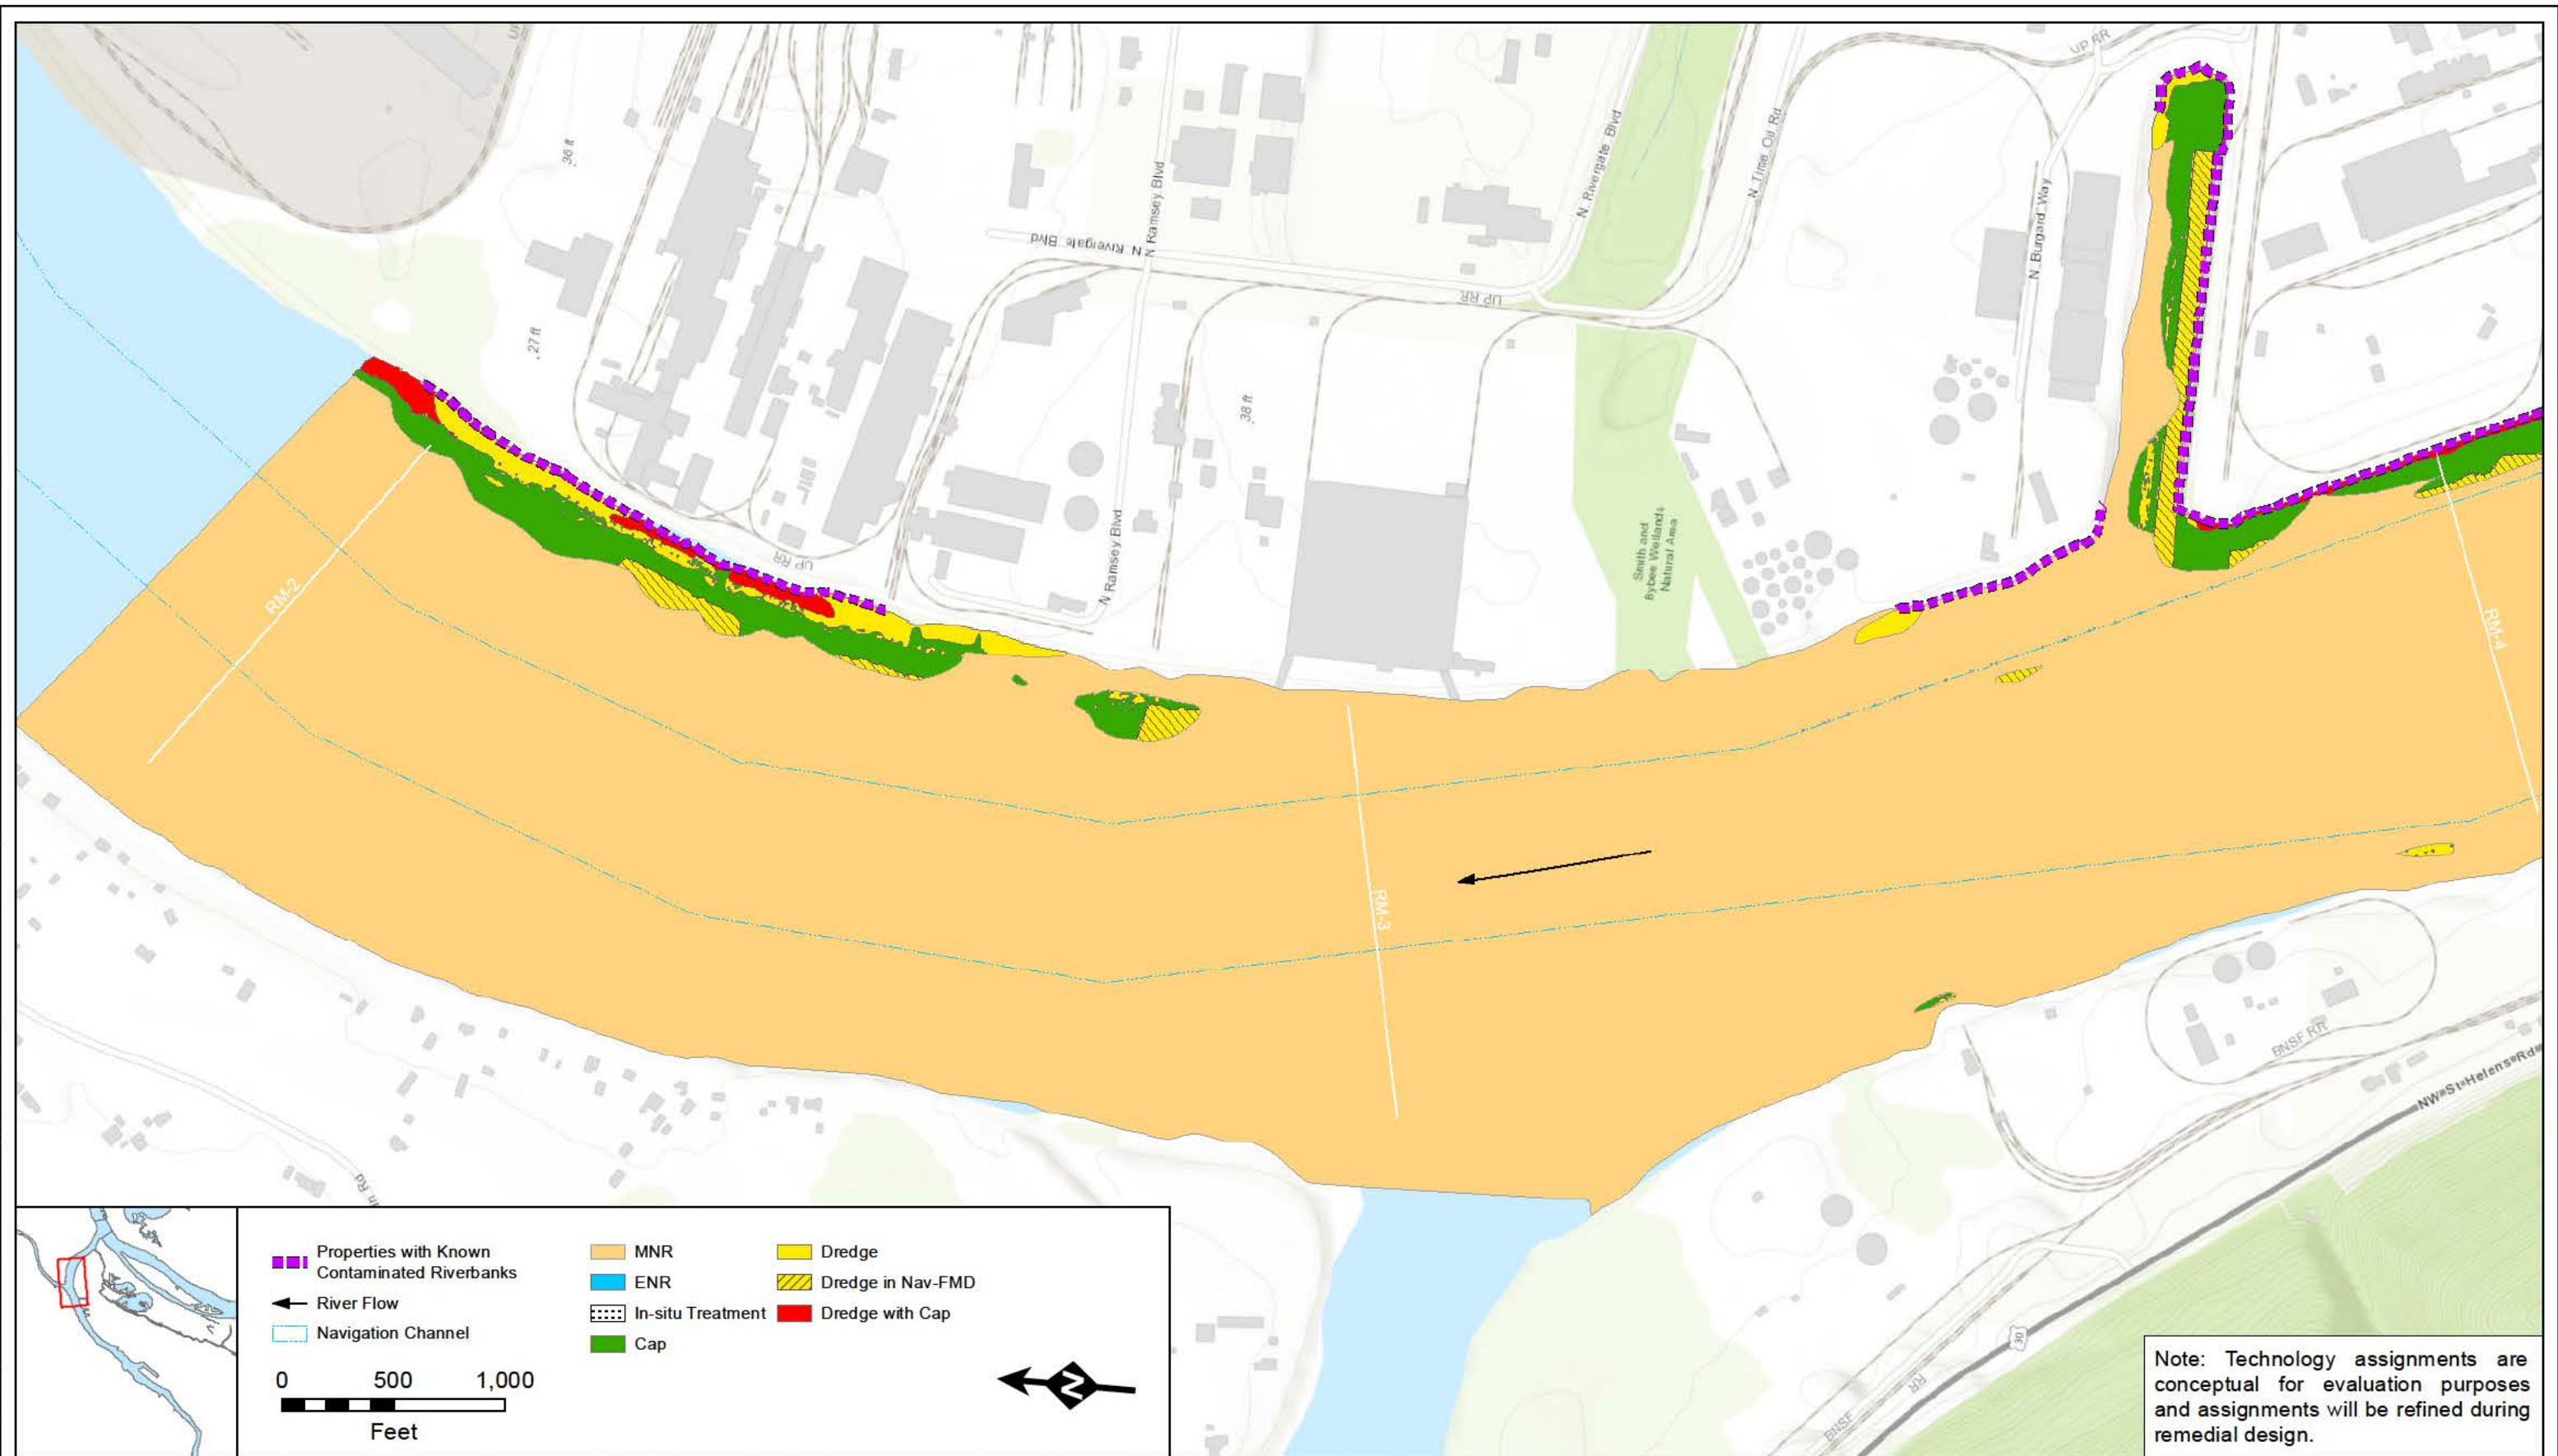 UP RR
36 ft
27 ft
N Rivergate Blvd
N Ramsey Blvd
N Rivergate Blvd
N Time Oil Rd
UP RR
N Burgard Way
38 ft
UP RR
N Ramsey Blvd
Smith and
Bybee Wetlands
Natural Area
RM-2
RM-3
RM-4
BNSF RR
NW St Helens Rd
30
RR
BNSF
Rd
Properties with Known
Contaminated Riverbanks
River Flow
Navigation Channel
0 500 1,000
Feet
MNR
ENR
In-situ Treatment
Cap
Dredge
Dredge in Nav-FMD
Dredge with Cap
N
Note: Technology assignments are
conceptual for evaluation purposes
and assignments will be refined during
remedial design.